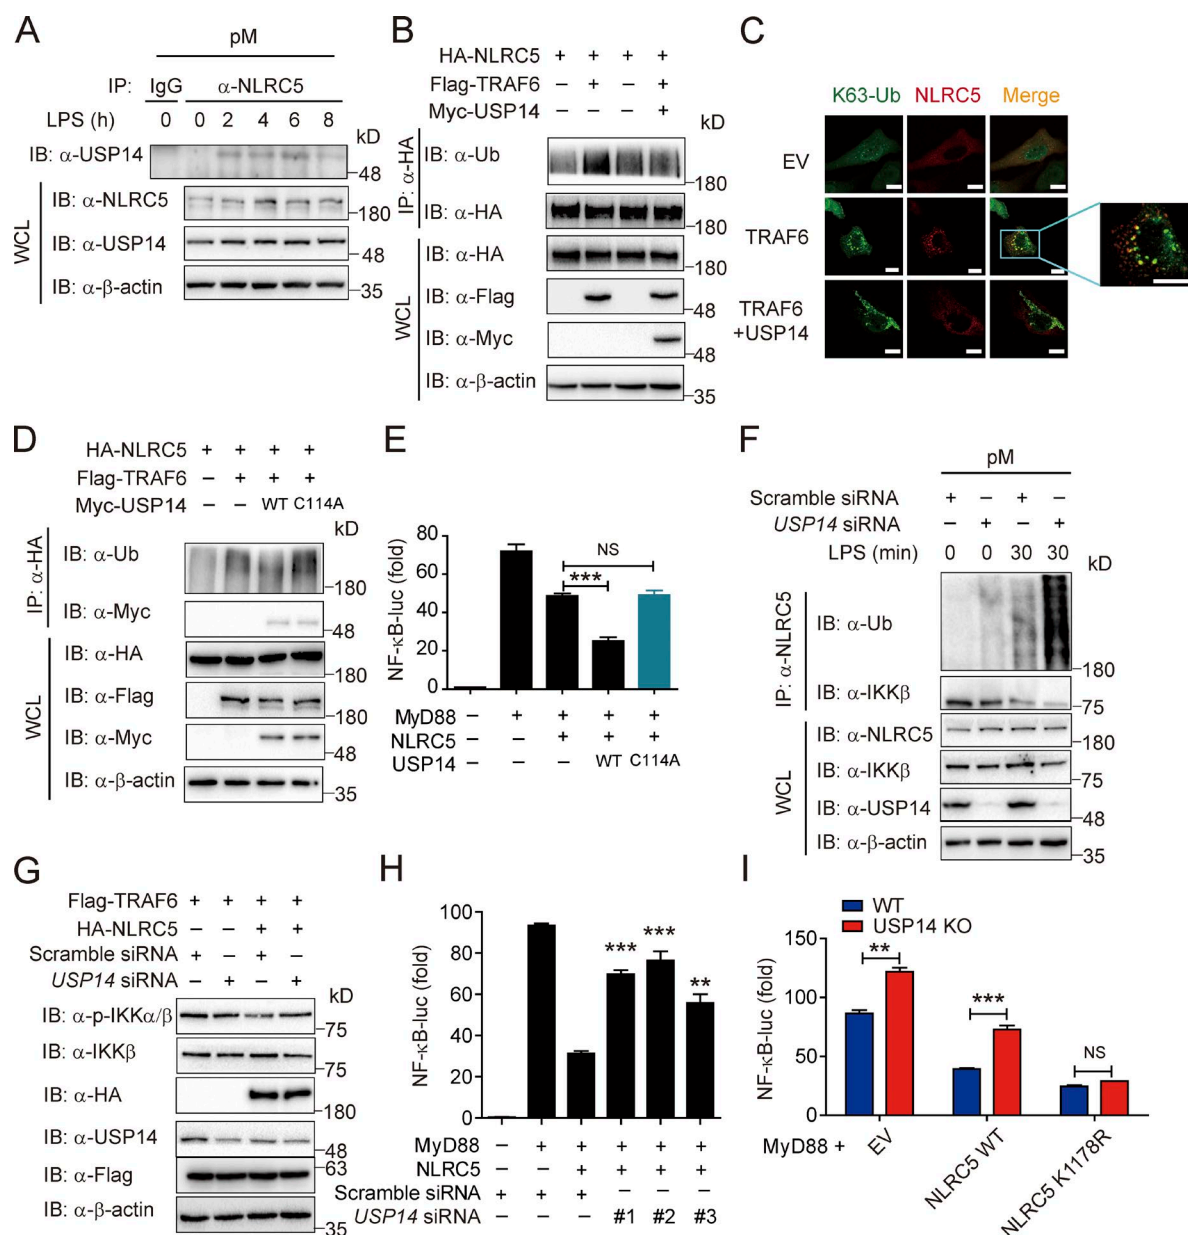 A
pM
IP: IgG α-NLRC5
LPS (h) 0 0 2 4 6 8 kD
IB: α-USP14
48
WCL
IB: α-NLRC5
180
IB: α-USP14
48
IB: α-β-actin
35
B
HA-NLRC5 + + + +
Flag-TRAF6 – + – +
Myc-USP14 – – – +
kD
IP: α-HA
IB: α-Ub
180
IB: α-HA
WCL
IB: α-HA
180
IB: α-Flag
48
IB: α-Myc
48
IB: α-β-actin
35
C
K63-Ub NLRC5 Merge
EV
TRAF6
TRAF6
+USP14
D
HA-NLRC5 + + + +
Flag-TRAF6 – + + +
Myc-USP14 – – WT C114A
kD
IP: α-HA
IB: α-Ub
180
IB: α-Myc
48
WCL
IB: α-HA
180
IB: α-Flag
180
IB: α-Myc
48
IB: α-β-actin
35
E
NF-κB-luc (fold)
80
60
40
20
0
NS
***
MyD88 – + + + +
NLRC5 – – + + +
USP14 – – – WT C114A
F
pM
Scramble siRNA + – + –
USP14 siRNA – + – +
LPS (min) 0 0 30 30 kD
IP: α-NLRC5
IB: α-Ub
180
IB: α-IKKβ
75
WCL
IB: α-NLRC5
180
IB: α-IKKβ
75
IB: α-USP14
48
IB: α-β-actin
35
G
Flag-TRAF6 + + + +
HA-NLRC5 – – + +
Scramble siRNA + – + –
USP14 siRNA – + – +
kD
IB: α-p-IKKα/β
75
IB: α-IKKβ
75
IB: α-HA
180
IB: α-USP14
48
63
IB: α-Flag
IB: α-β-actin
35
H
NF-κB-luc (fold)
100
80
60
40
20
0
*** *** **
MyD88 – + + + + +
NLRC5 – – + + + +
Scramble siRNA + + + – – –
USP14 siRNA – – – #1 #2 #3
I
WT
USP14 KO
NF-κB-luc (fold)
150
100
50
0
**
***
NS
MyD88 + EV NLRC5 WT NLRC5 K1178R